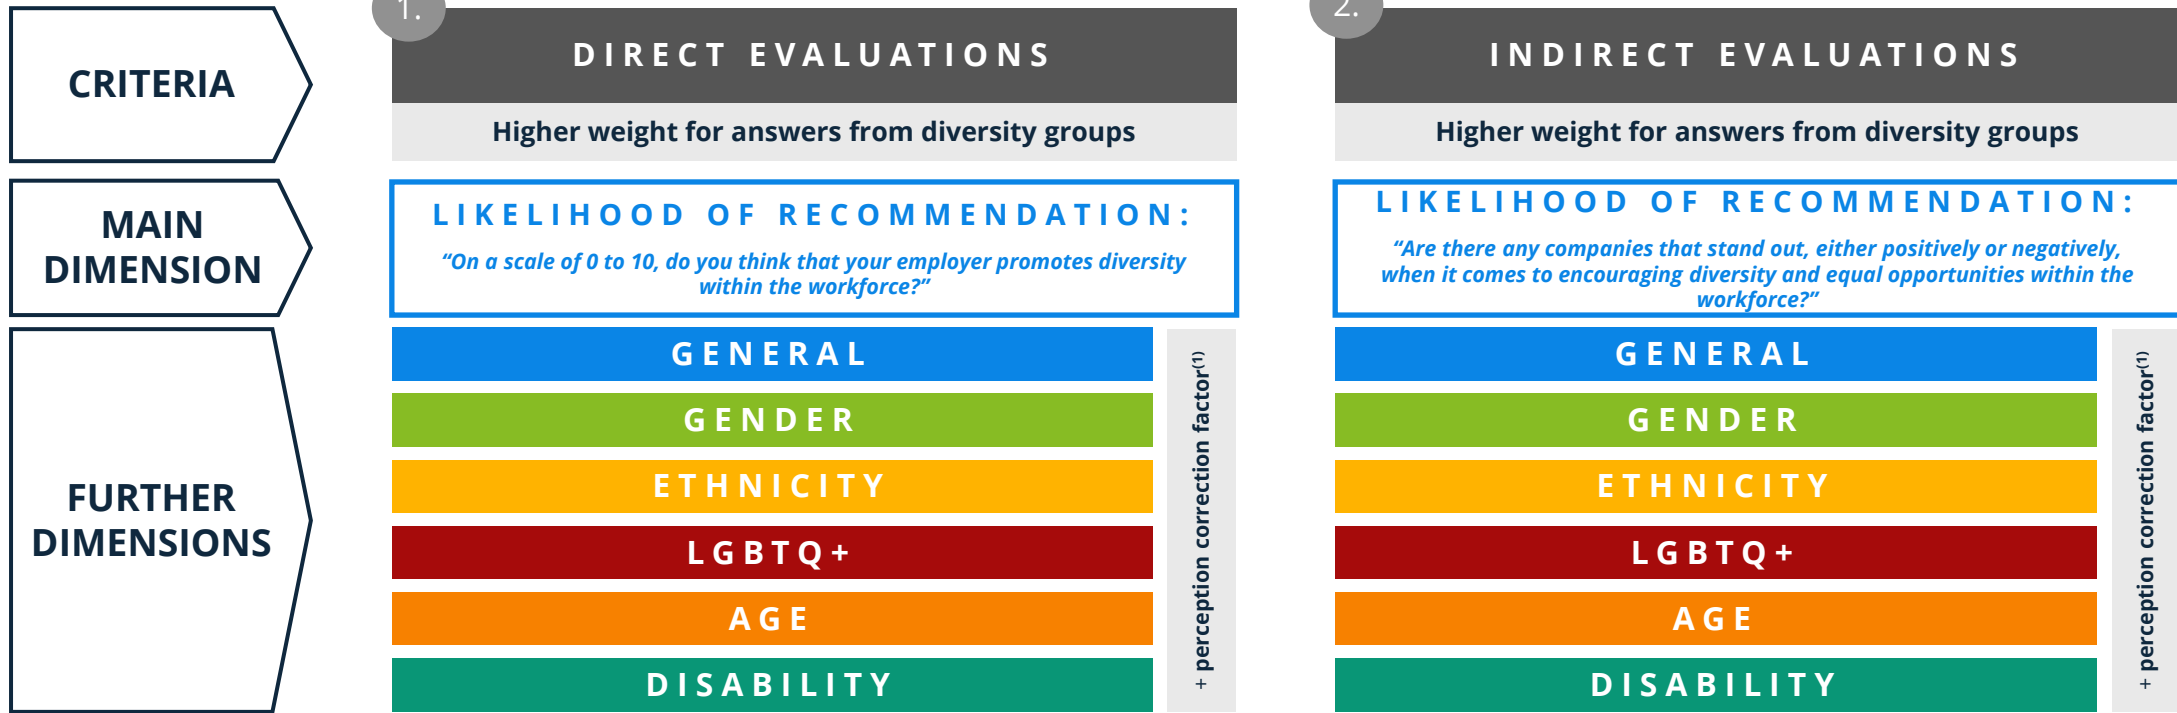 CRITERIA
1.
DIRECT EVALUATIONS
Higher weight for answers from diversity groups
2.
INDIRECT EVALUATIONS
Higher weight for answers from diversity groups
MAIN
DIMENSION
LIKELIHOOD OF RECOMMENDATION:
“On a scale of 0 to 10, do you think that your employer promotes diversity
within the workforce?”
LIKELIHOOD OF RECOMMENDATION:
“Are there any companies that stand out, either positively or negatively,
when it comes to encouraging diversity and equal opportunities within the
workforce?”
FURTHER
DIMENSIONS
GENERAL
GENDER
ETHNICITY
LGBTQ+
AGE
DISABILITY
+ perception correction factor(1)
GENERAL
GENDER
ETHNICITY
LGBTQ+
AGE
DISABILITY
+ perception correction factor(1)